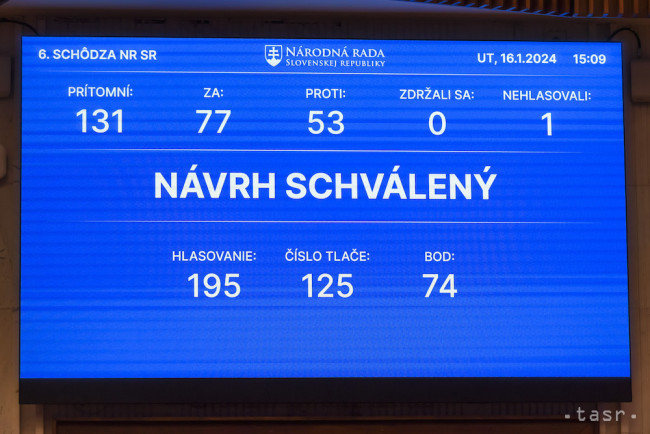 6. SCHÔDZA NR SR
NÁRODNÁ RADA
SLOVENSKEJ REPUBLIKY
UT, 16.1.2024 15:09
PRÍTOMNÍ: ZA: PROTI: ZDRŽALI SA: NEHLASOVALI:
131 77 53 0 1
NÁVRH SCHVÁLENÝ
HLASOVANIE: ČÍSLO TLAČE: BOD:
195 125 74
·tasr·